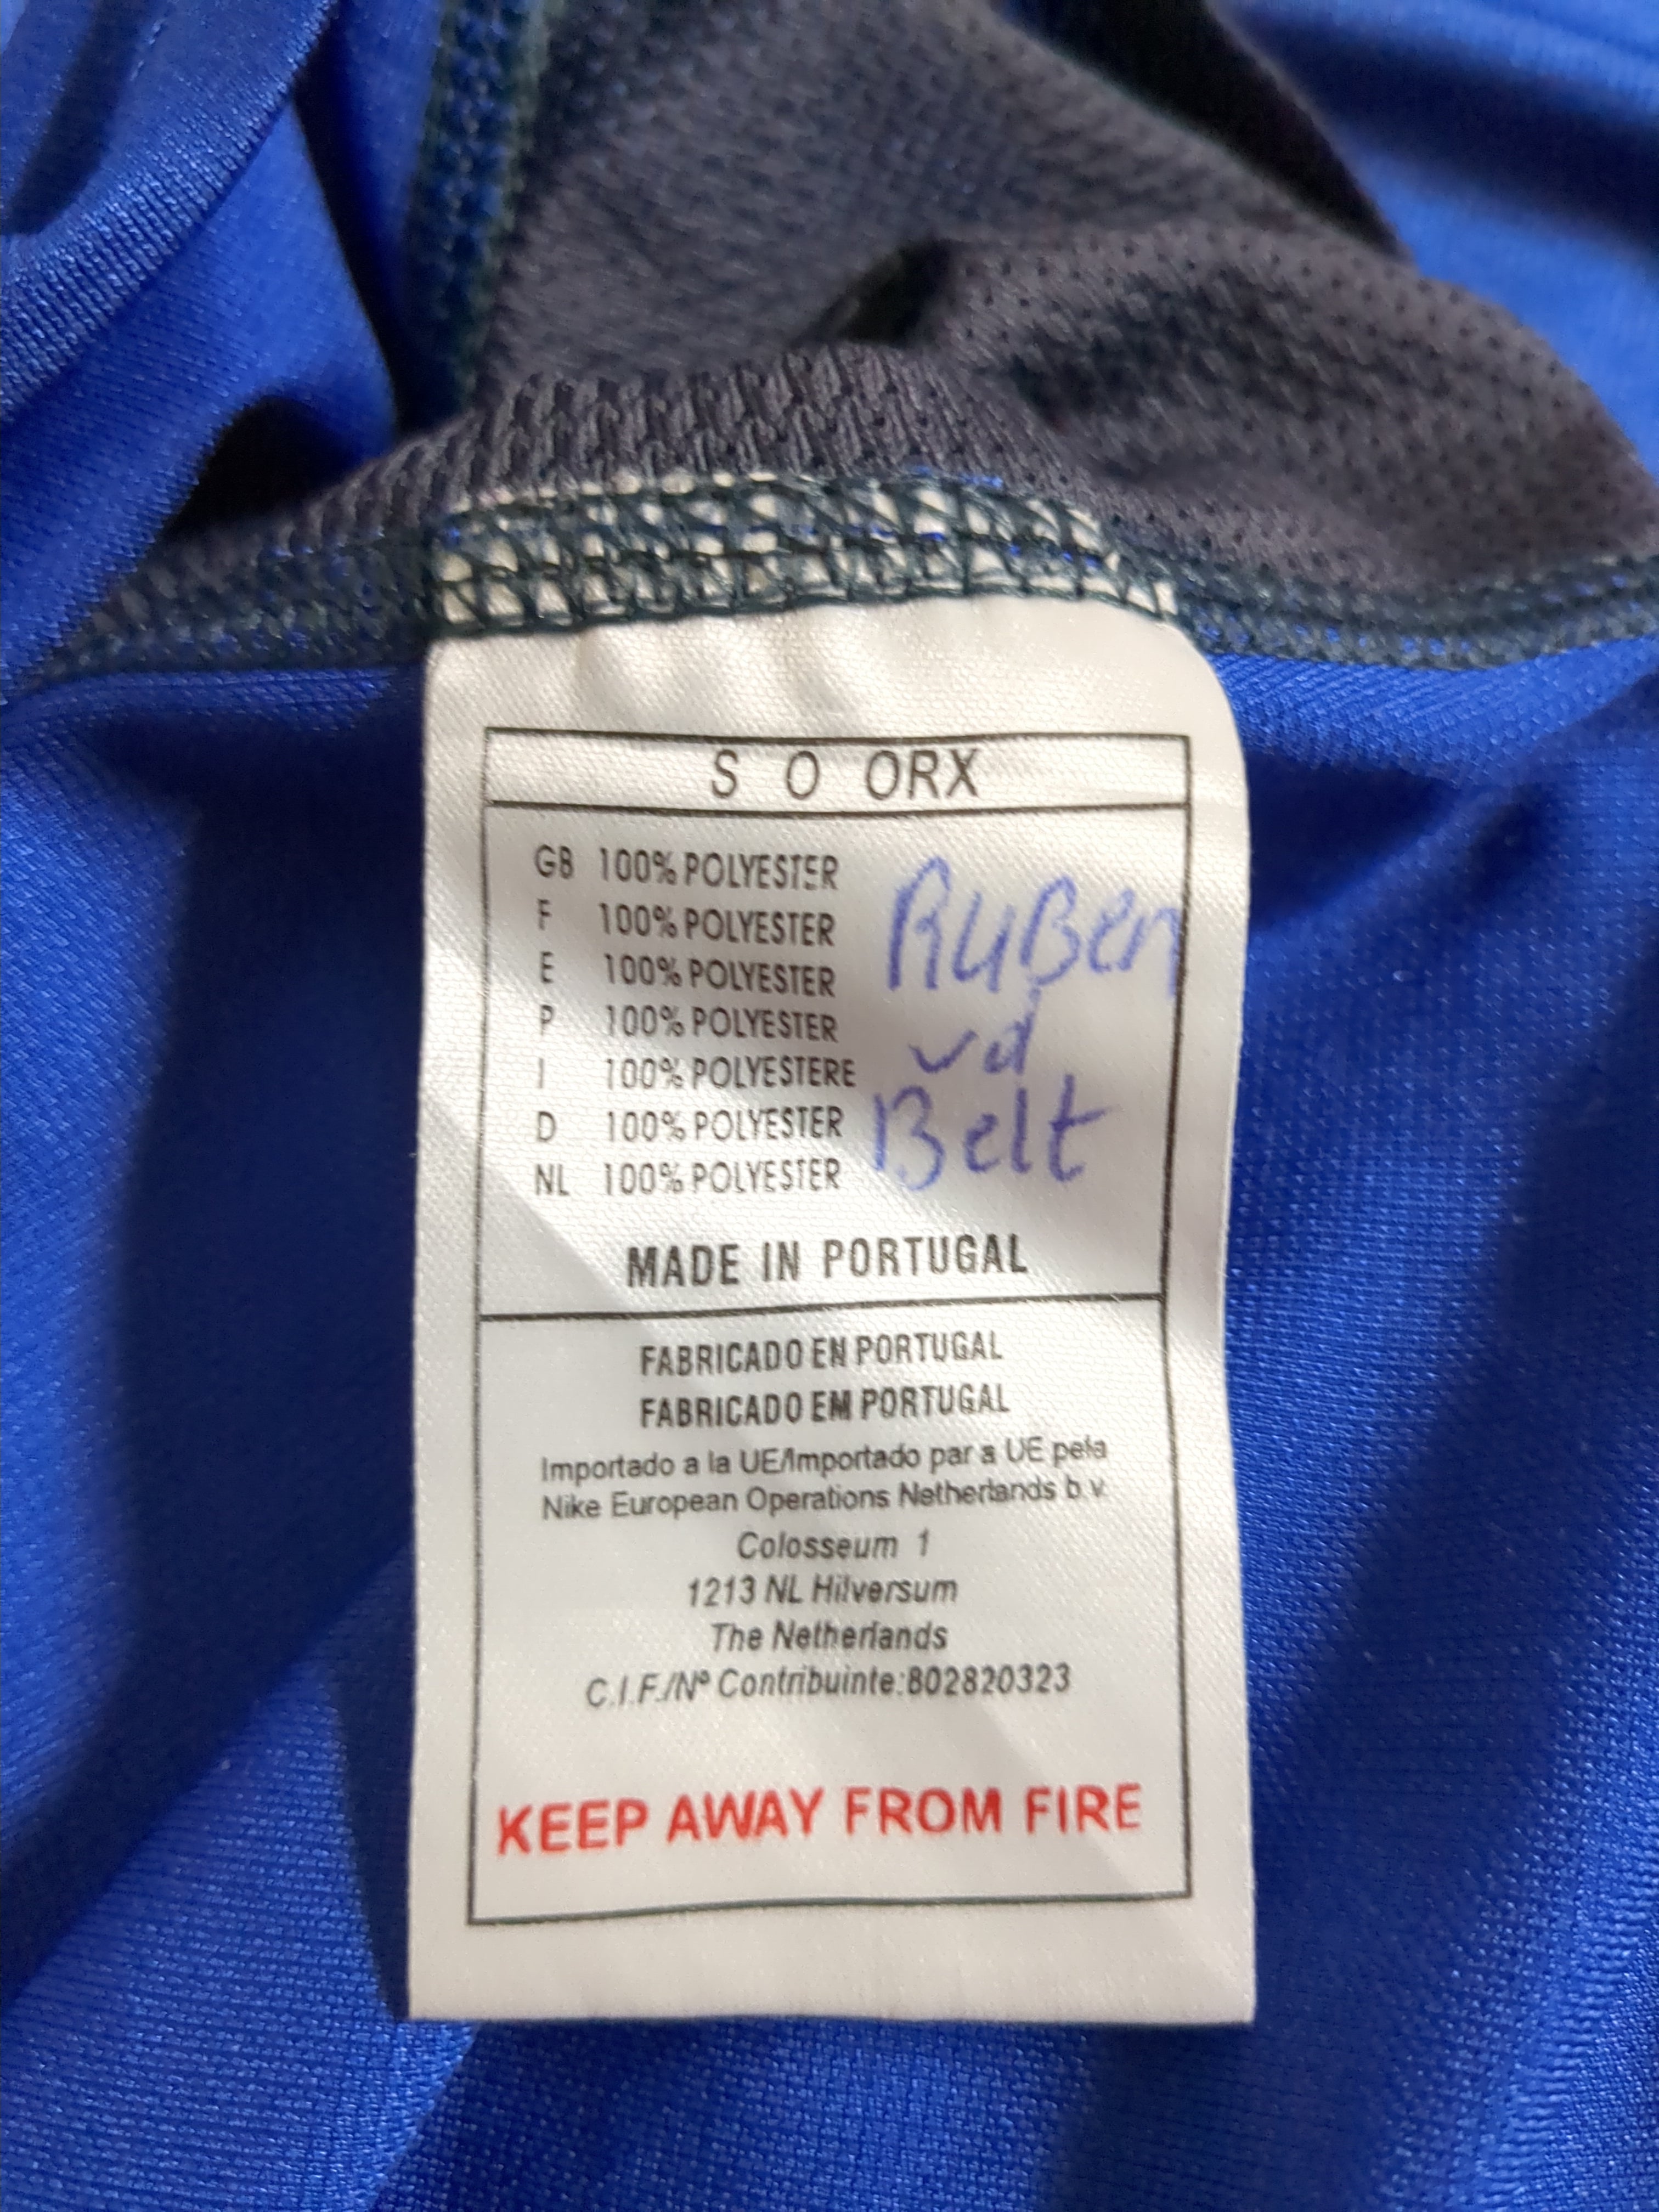 S O ORX
GB 100% POLYESTER
F 100% POLYESTER
E 100% POLYESTER
P 100% POLYESTER
I 100% POLYESTERE
D 100% POLYESTER
NL 100% POLYESTER
RuBen
vd
Belt
MADE IN PORTUGAL
FABRICADO EN PORTUGAL
FABRICADO EM PORTUGAL
Importado a la UE/Importado par a UE pela
Nike European Operations Netherlands b.v.
Colosseum 1
1213 NL Hilversum
The Netherlands
C.I.F./Nº Contribuinte:802820323
KEEP AWAY FROM FIRE